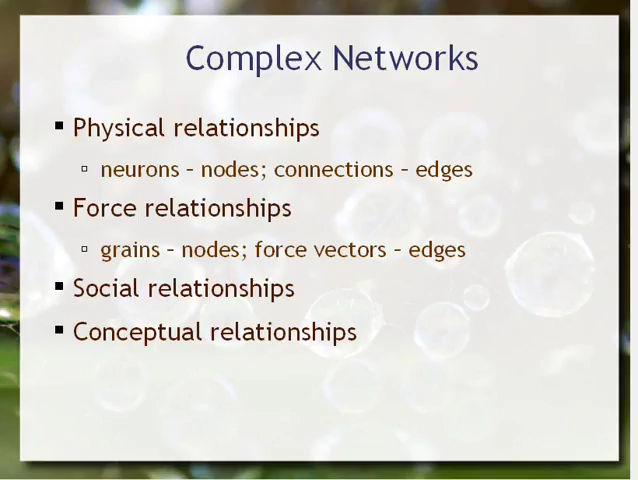 Complex Networks
Physical relationships
neurons – nodes; connections – edges
Force relationships
grains – nodes; force vectors – edges
Social relationships
Conceptual relationships